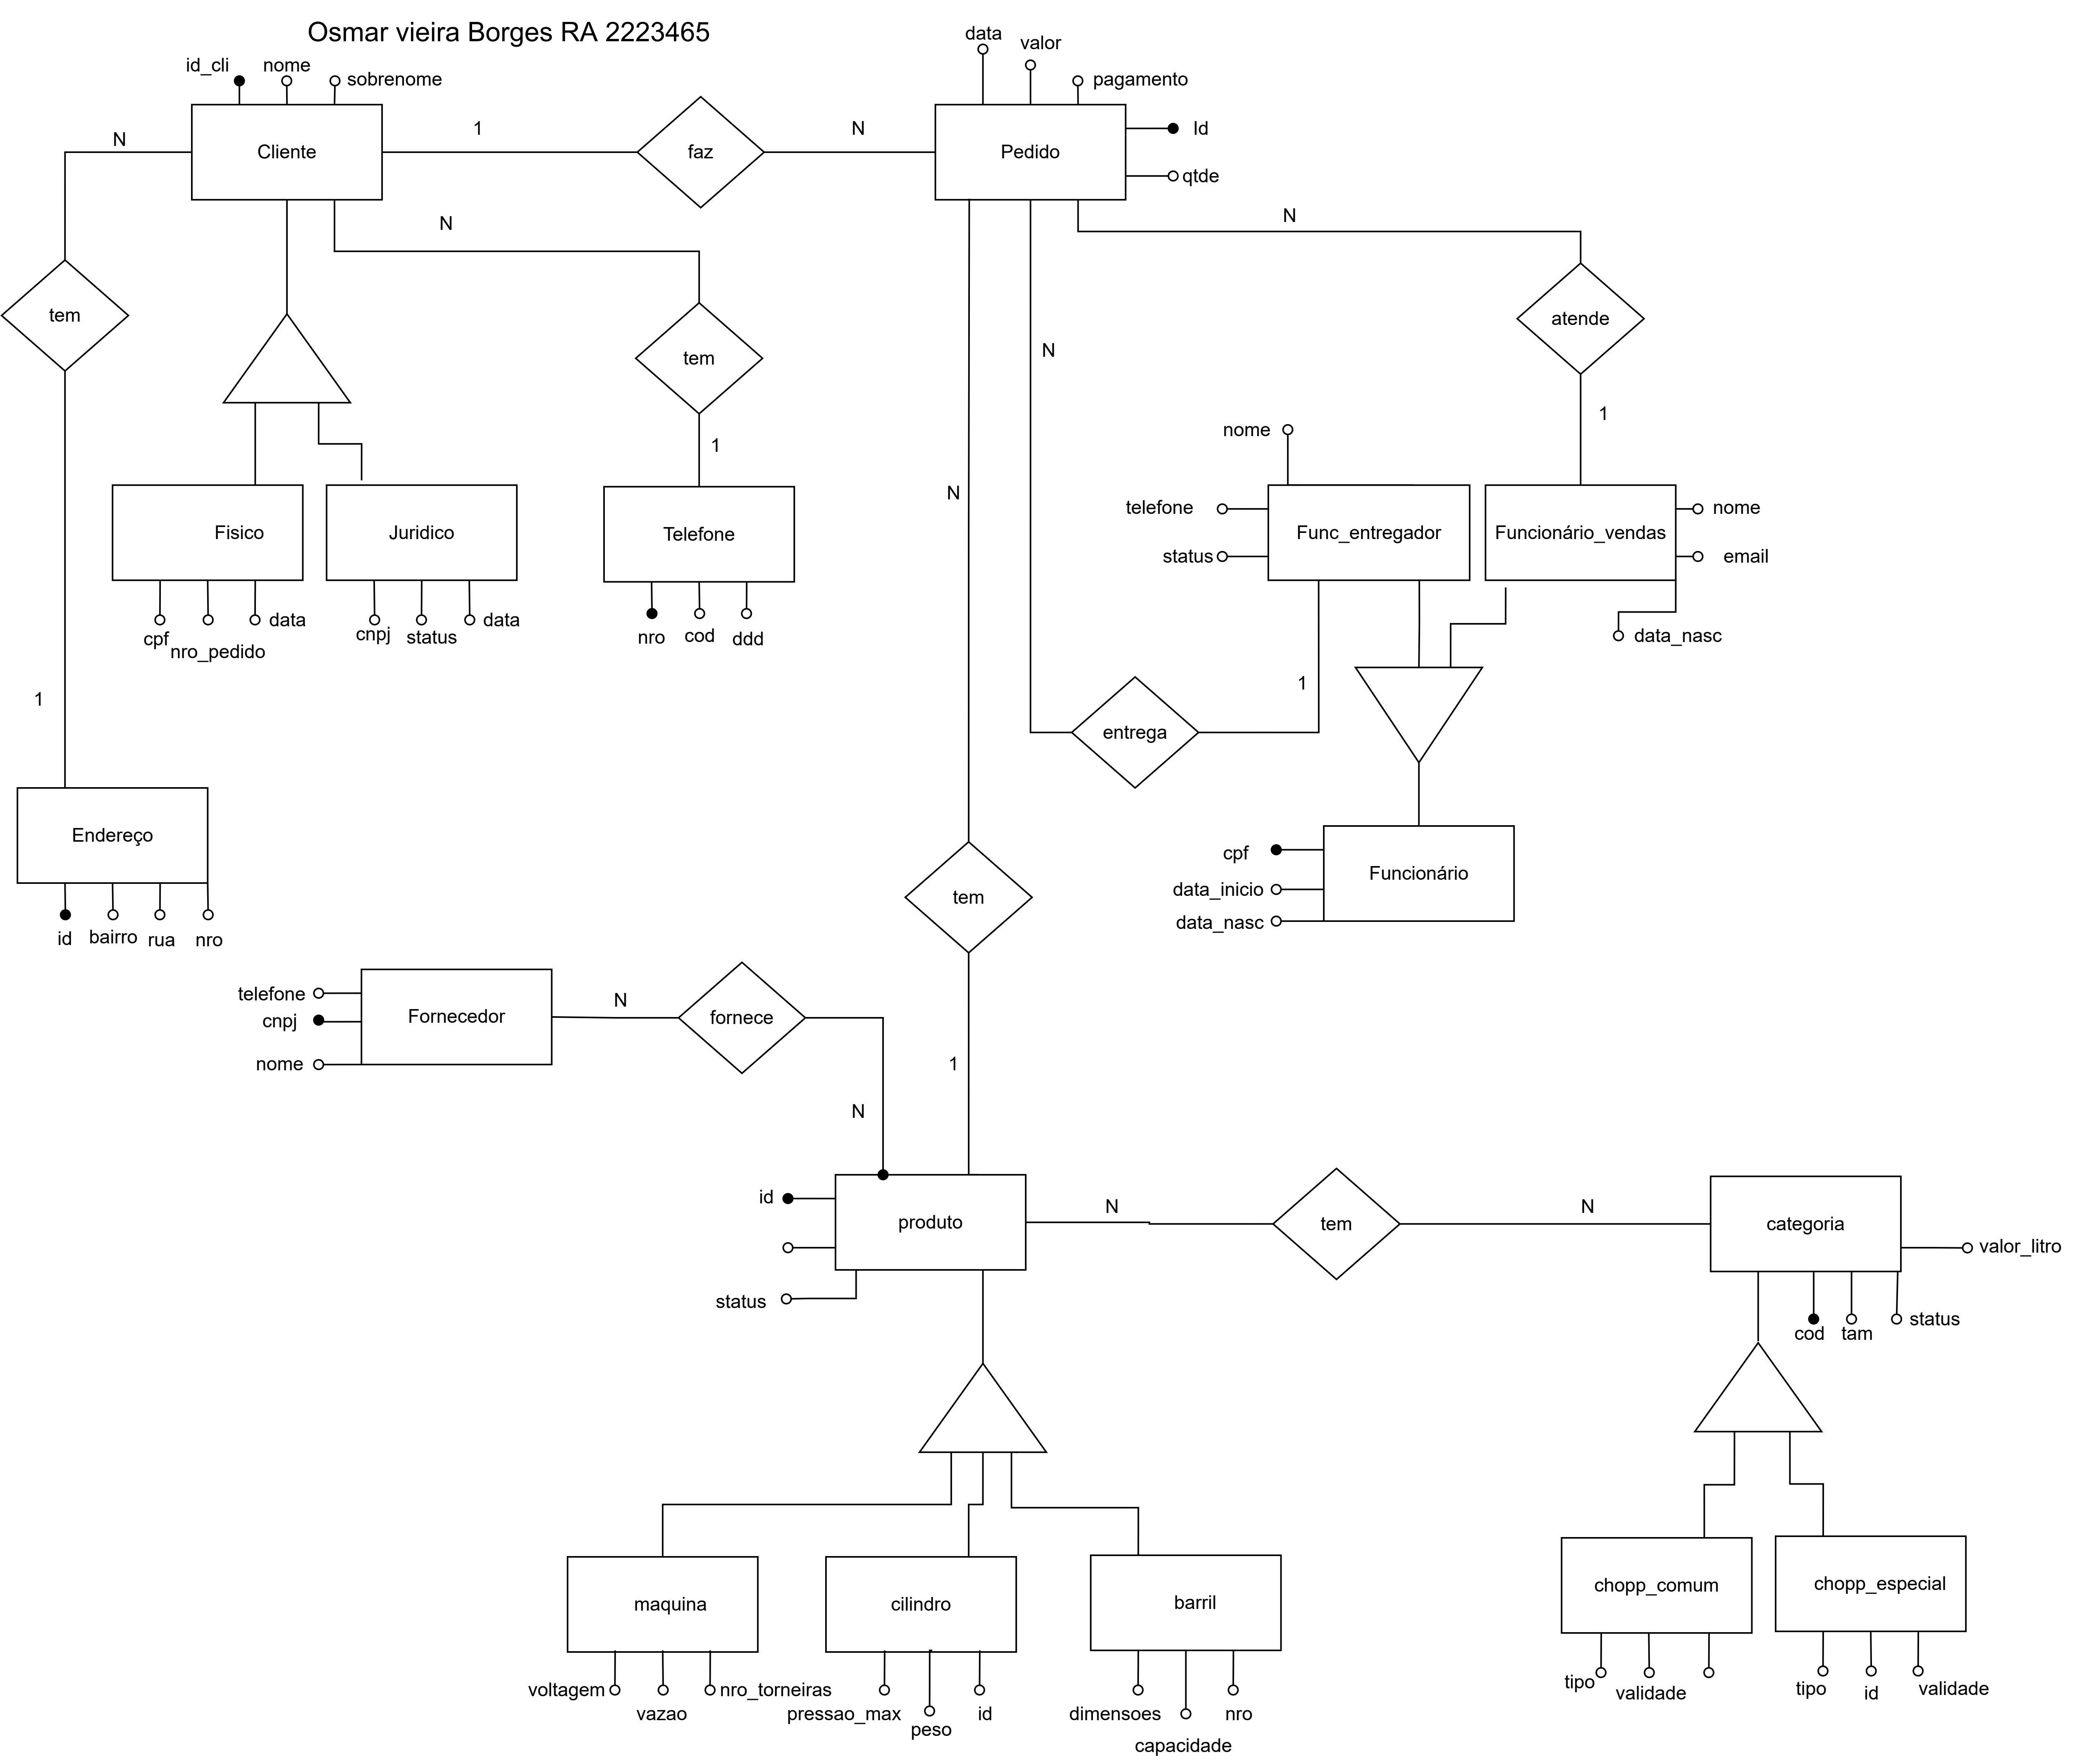 Osmar vieira Borges RA 2223465
data
valor
id_cli
nome
sobrenome
pagamento
N
Cliente
1
faz
N
Pedido
Id
qtde
N
N
tem
atende
tem
N
1
1
nome
telefone
status
Func_entregador
Funcionário_vendas
nome
email
data_nasc
N
Fisico
Juridico
Telefone
cpf
nro_pedido
data
cnpj
status
data
nro
cod
ddd
1
1
entrega
Endereço
id
bairro
rua
nro
cpf
data_inicio
data_nasc
Funcionário
tem
telefone
cnpj
nome
Fornecedor
N
fornece
1
N
id
produto
status
N
tem
N
categoria
valor_litro
cod
tam
status
maquina
cilindro
barril
chopp_comum
chopp_especial
voltagem
vazao
nro_torneiras
pressao_max
peso
id
dimensoes
capacidade
nro
tipo
validade
tipo
id
validade